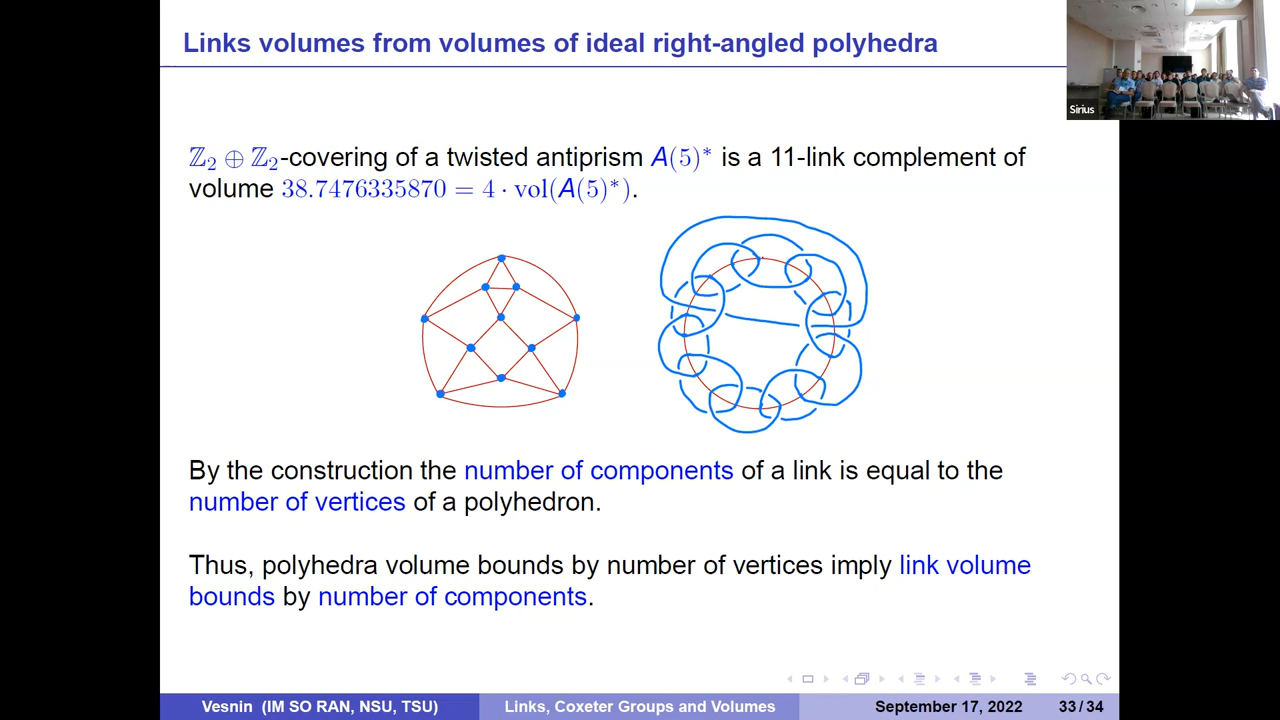 Links volumes from volumes of ideal right-angled polyhedra
Sirius
ℤ₂ ⊕ ℤ₂-covering of a twisted antiprism A(5)* is a 11-link complement of
volume 38.7476335870 = 4 · vol(A(5)*).
By the construction the number of components of a link is equal to the
number of vertices of a polyhedron.
Thus, polyhedra volume bounds by number of vertices imply link volume
bounds by number of components.
Vesnin (IM SO RAN, NSU, TSU) Links, Coxeter Groups and Volumes September 17, 2022 33 / 34